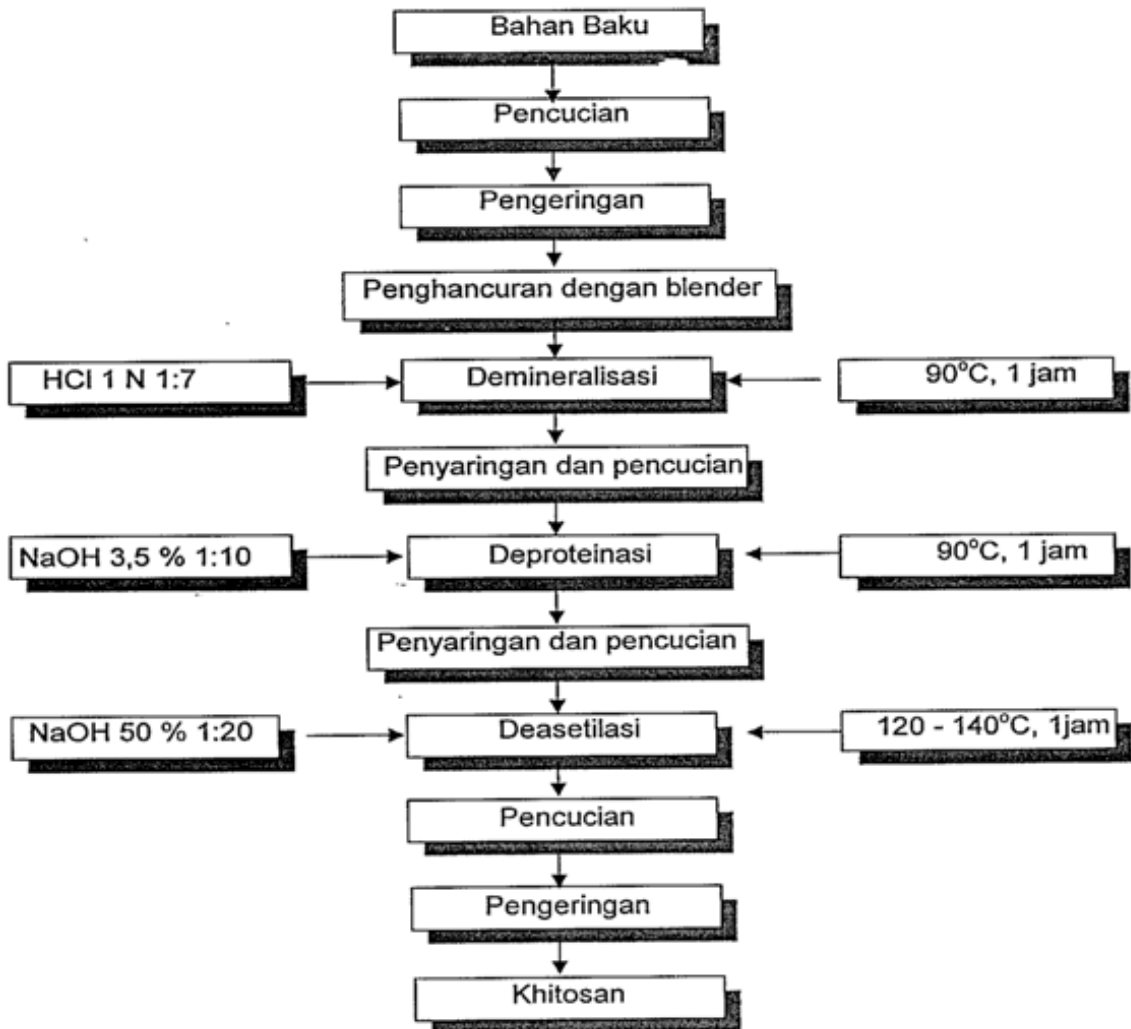 Bahan Baku
Pencucian
Pengeringan
Penghancuran dengan blender
HCl 1 N 1:7
Demineralisasi
90°C, 1 jam
Penyaringan dan pencucian
NaOH 3,5 % 1:10
Deproteinasi
90°C, 1 jam
Penyaringan dan pencucian
NaOH 50 % 1:20
Deasetilasi
120 - 140°C, 1jam
Pencucian
Pengeringan
Khitosan